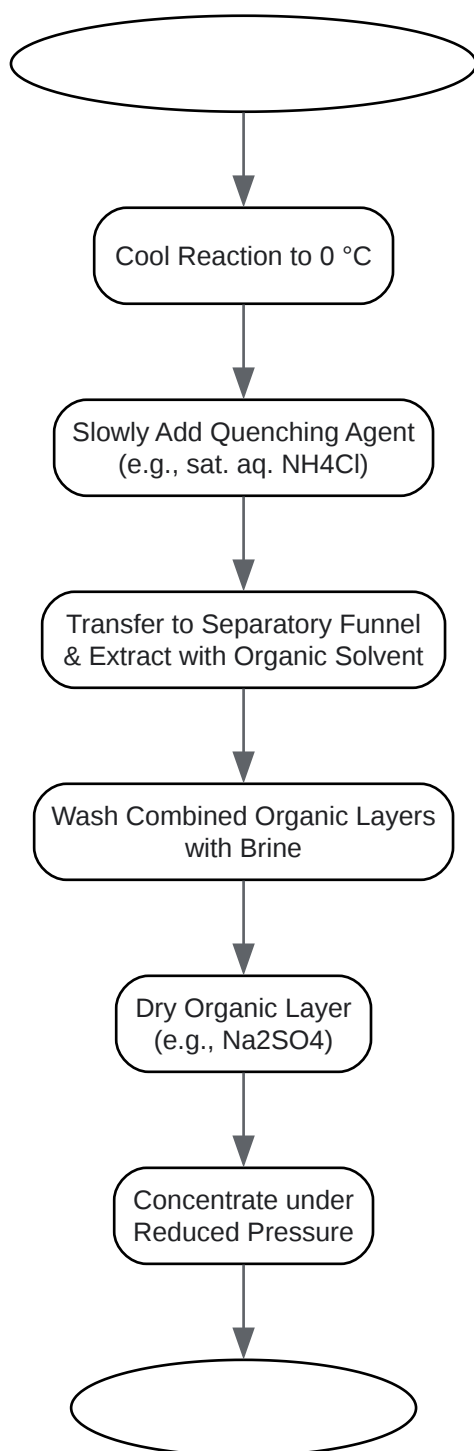 Cool Reaction to 0 °C
Slowly Add Quenching Agent
(e.g., sat. aq. NH4Cl)
Transfer to Separatory Funnel
& Extract with Organic Solvent
Wash Combined Organic Layers
with Brine
Dry Organic Layer
(e.g., Na2SO4)
Concentrate under
Reduced Pressure